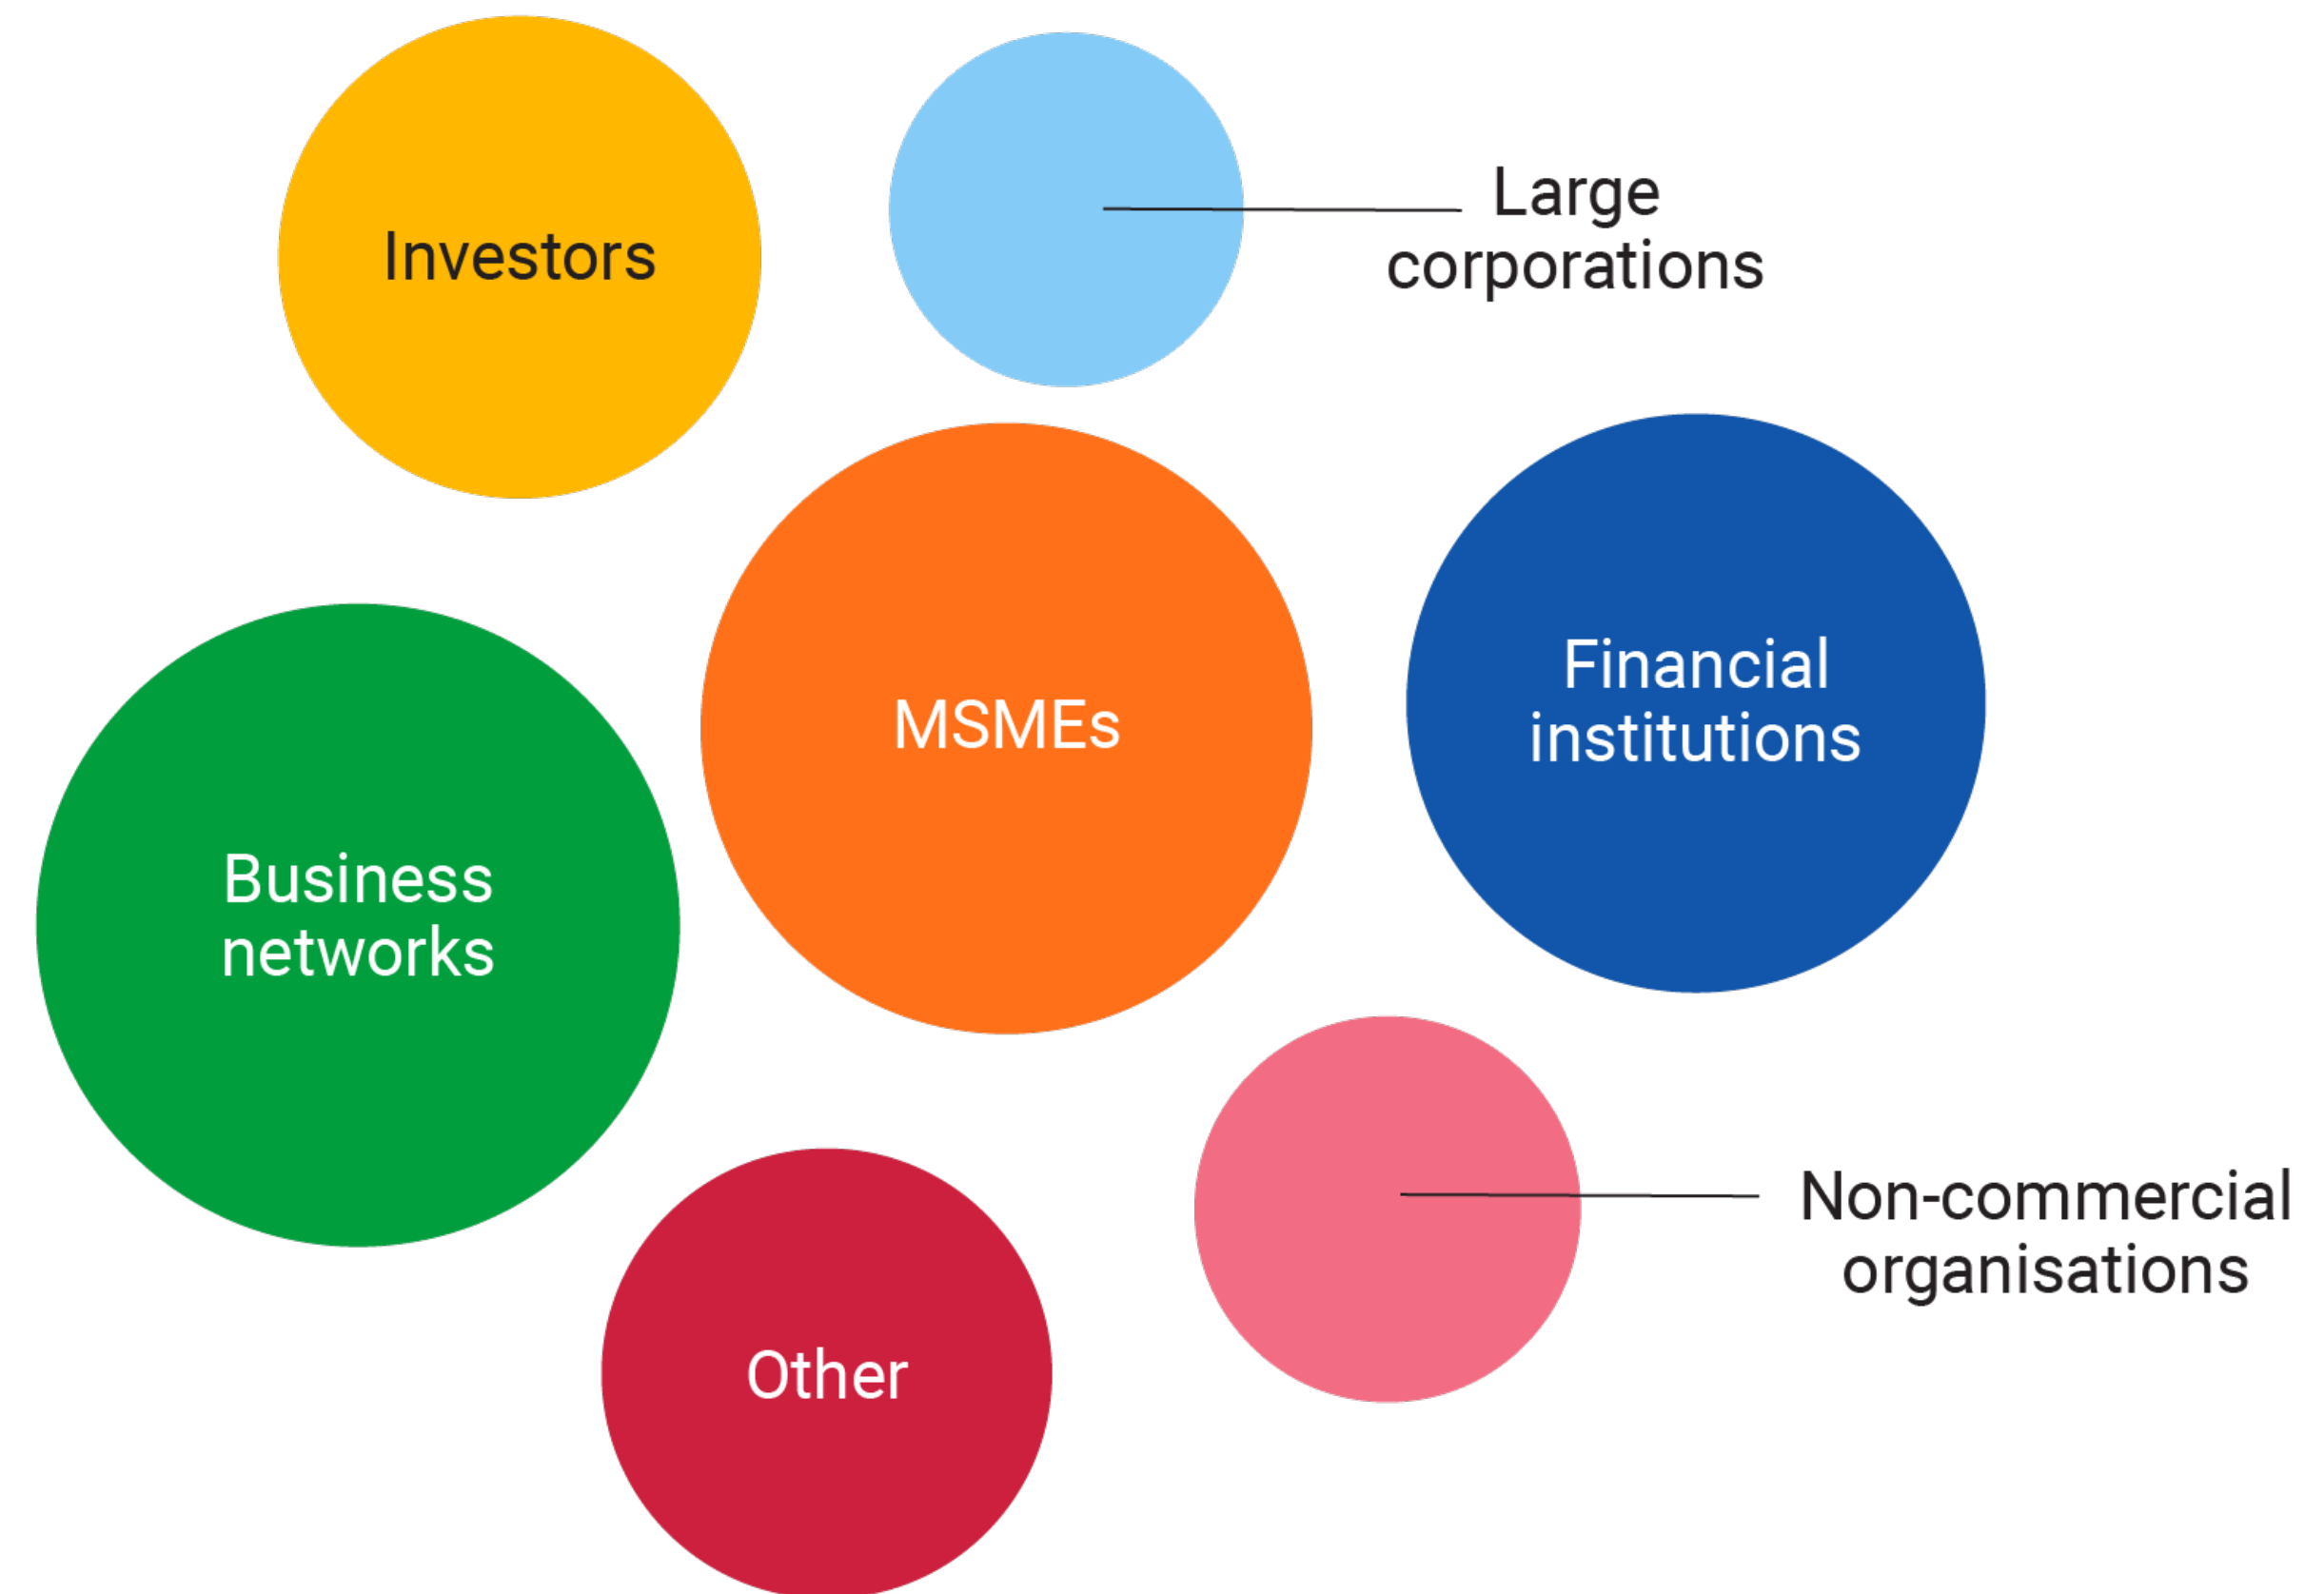 Investors
Large
corporations
MSMEs
Financial
institutions
Business
networks
Non-commercial
organisations
Other